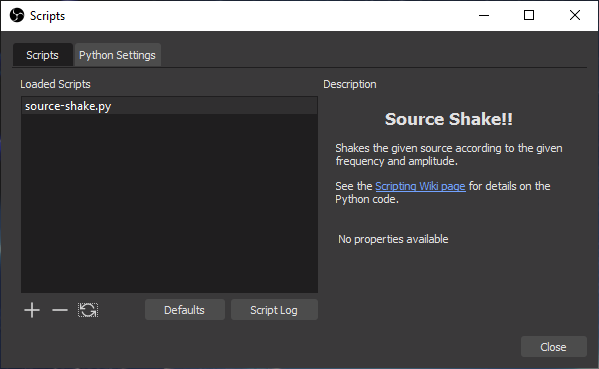 Scripts
Scripts
Python Settings
Loaded Scripts
source-shake.py
Defaults
Script Log
Description
Source Shake!!
Shakes the given source according to the given
frequency and amplitude.
See the Scripting Wiki page for details on the
Python code.
No properties available
Close